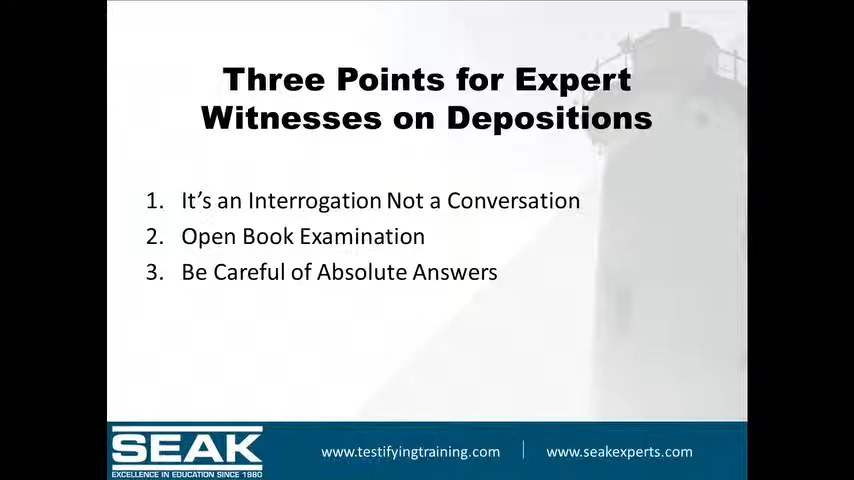 Three Points for Expert
Witnesses on Depositions
1. It's an Interrogation Not a Conversation
2. Open Book Examination
3. Be Careful of Absolute Answers
SEAK
EXCELLENCE IN EDUCATION SINCE 1980
www.testifyingtraining.com | www.seakexperts.com